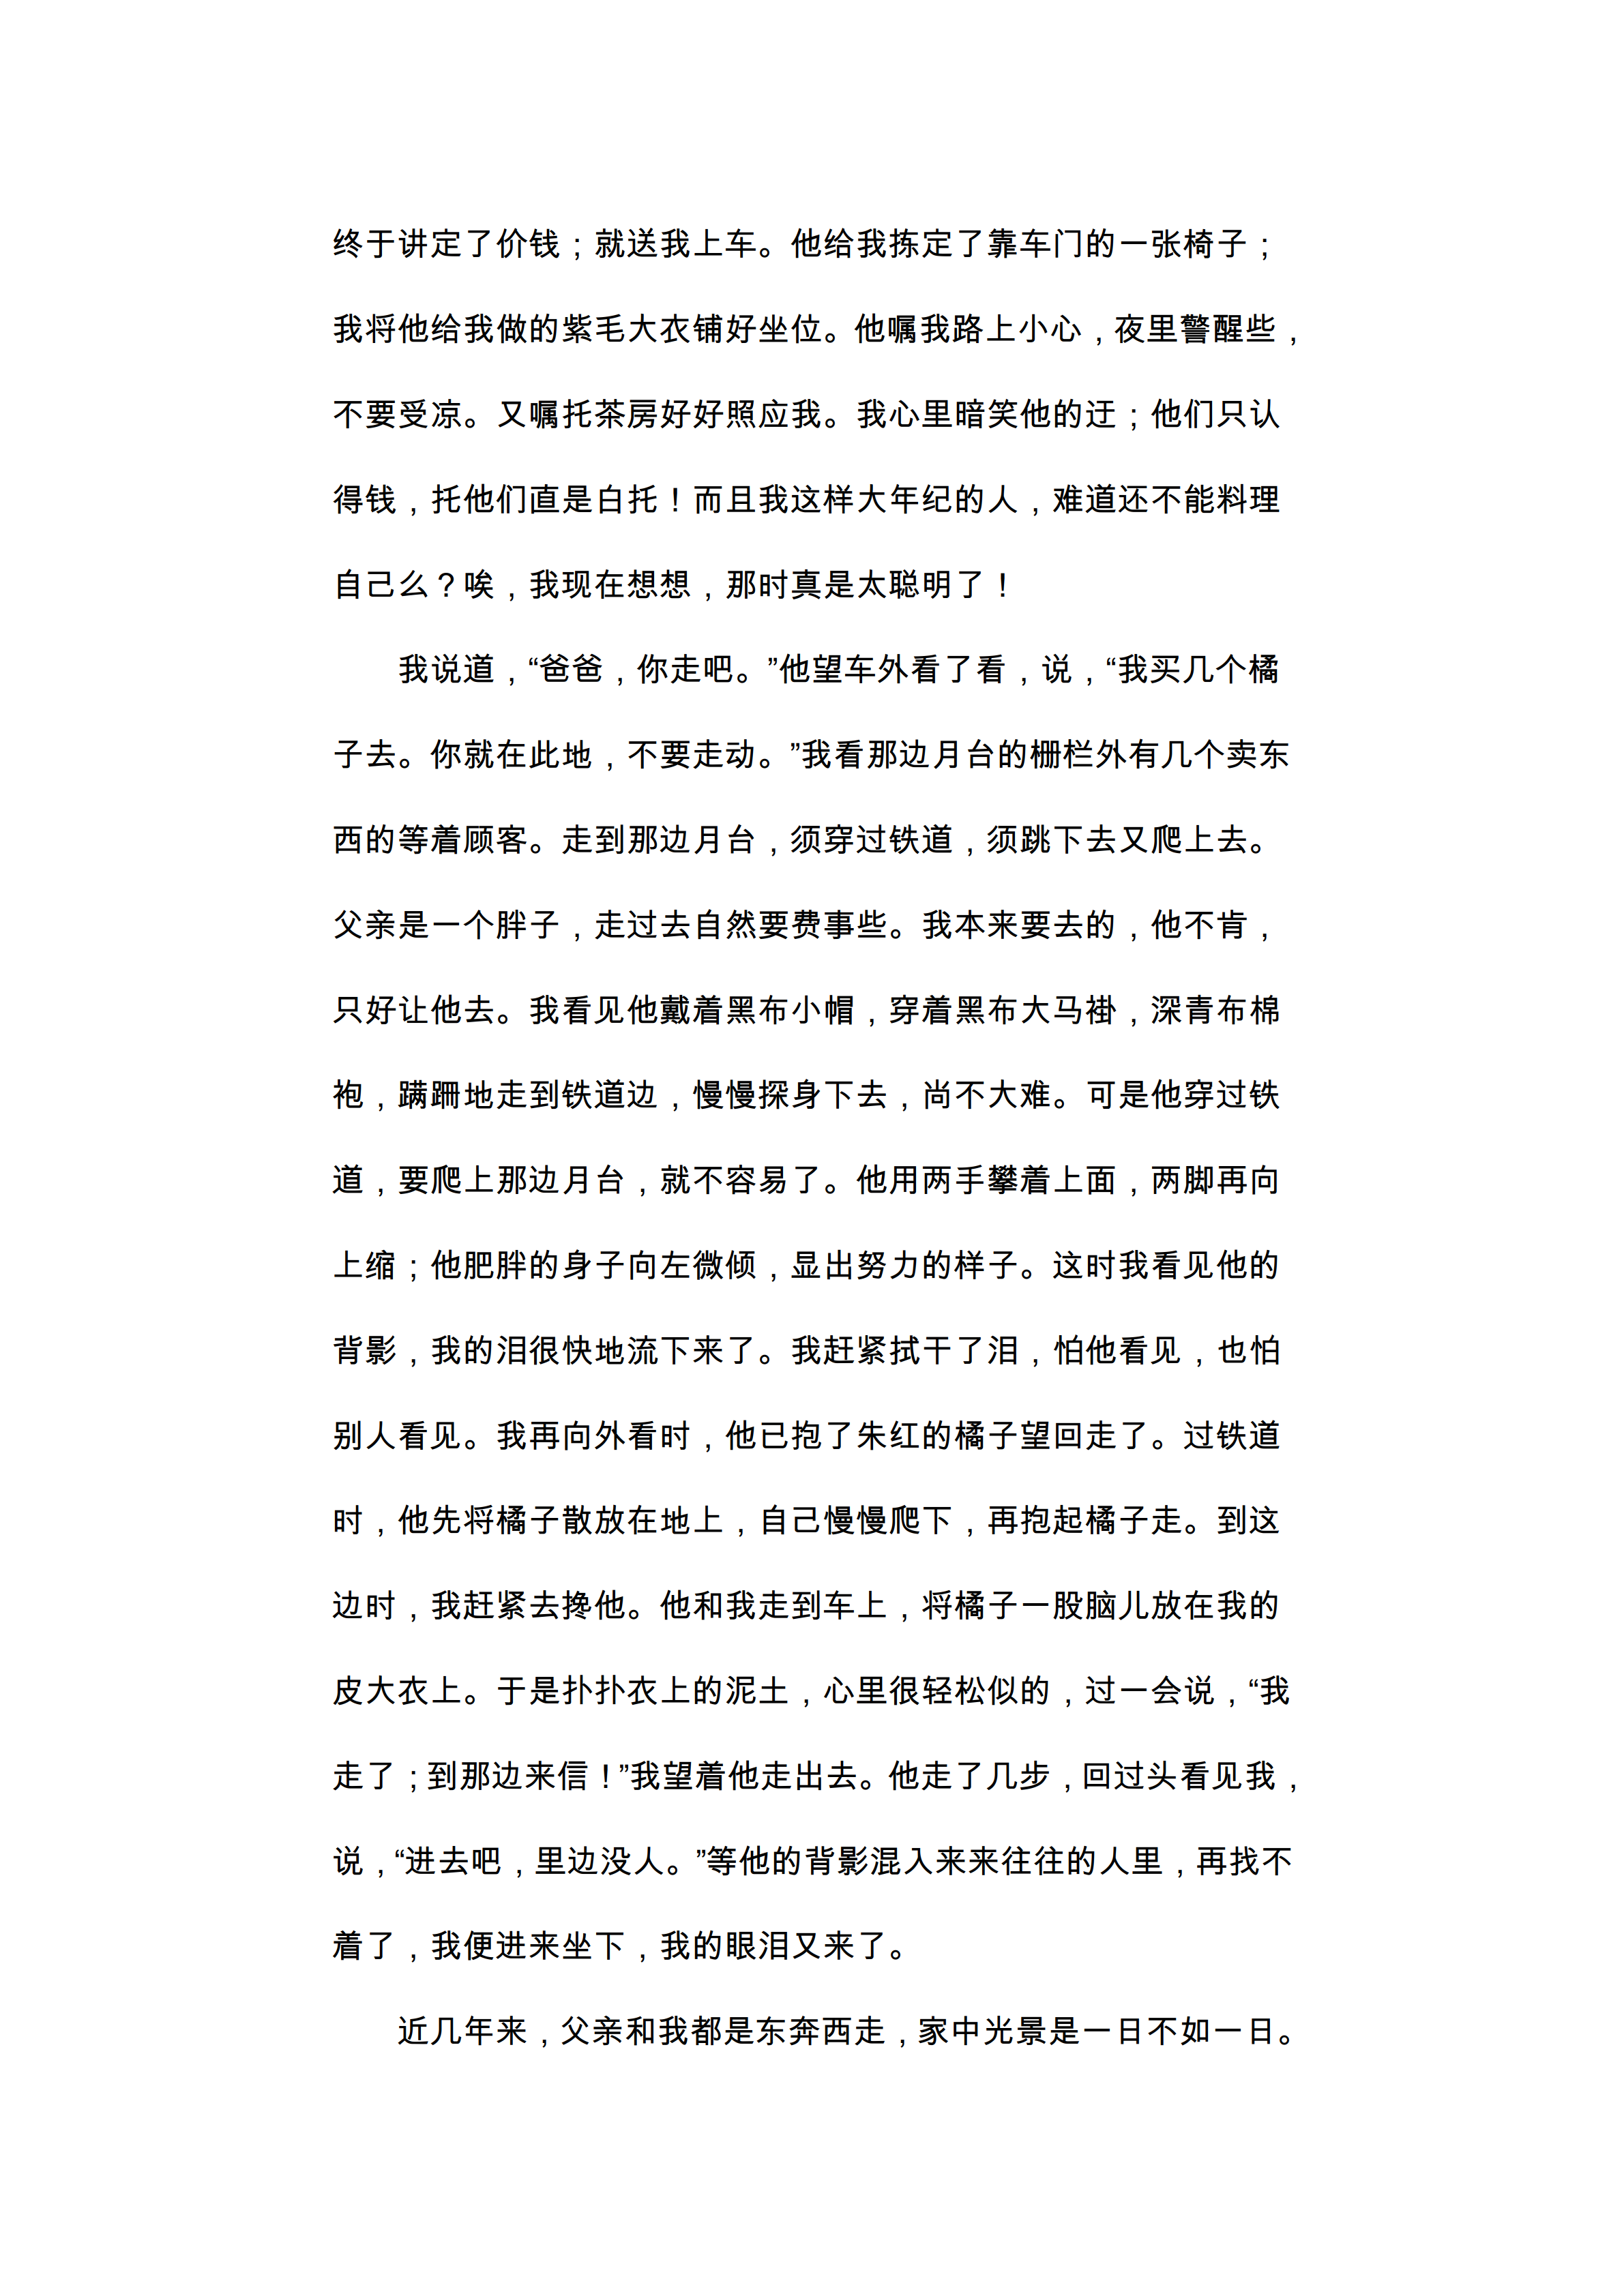 终于讲定了价钱；就送我上车。他给我拣定了靠车门的一张椅子；
我将他给我做的紫毛大衣铺好坐位。他嘱我路上小心，夜里警醒些，
不要受凉。又嘱托茶房好好照应我。我心里暗笑他的迂；他们只认
得钱，托他们直是白托！而且我这样大年纪的人，难道还不能料理
自己么？唉，我现在想想，那时真是太聪明了！
我说道，“爸爸，你走吧。”他望车外看了看，说，“我买几个橘
子去。你就在此地，不要走动。”我看那边月台的栅栏外有几个卖东
西的等着顾客。走到那边月台，须穿过铁道，须跳下去又爬上去。
父亲是一个胖子，走过去自然要费事些。我本来要去的，他不肯，
只好让他去。我看见他戴着黑布小帽，穿着黑布大马褂，深青布棉
袍，蹒跚地走到铁道边，慢慢探身下去，尚不大难。可是他穿过铁
道，要爬上那边月台，就不容易了。他用两手攀着上面，两脚再向
上缩；他肥胖的身子向左微倾，显出努力的样子。这时我看见他的
背影，我的泪很快地流下来了。我赶紧拭干了泪，怕他看见，也怕
别人看见。我再向外看时，他已抱了朱红的橘子望回走了。过铁道
时，他先将橘子散放在地上，自己慢慢爬下，再抱起橘子走。到这
边时，我赶紧去搀他。他和我走到车上，将橘子一股脑儿放在我的
皮大衣上。于是扑扑衣上的泥土，心里很轻松似的，过一会说，“我
走了；到那边来信！”我望着他走出去。他走了几步，回过头看见我，
说，“进去吧，里边没人。”等他的背影混入来来往往的人里，再找不
着了，我便进来坐下，我的眼泪又来了。
近几年来，父亲和我都是东奔西走，家中光景是一日不如一日。